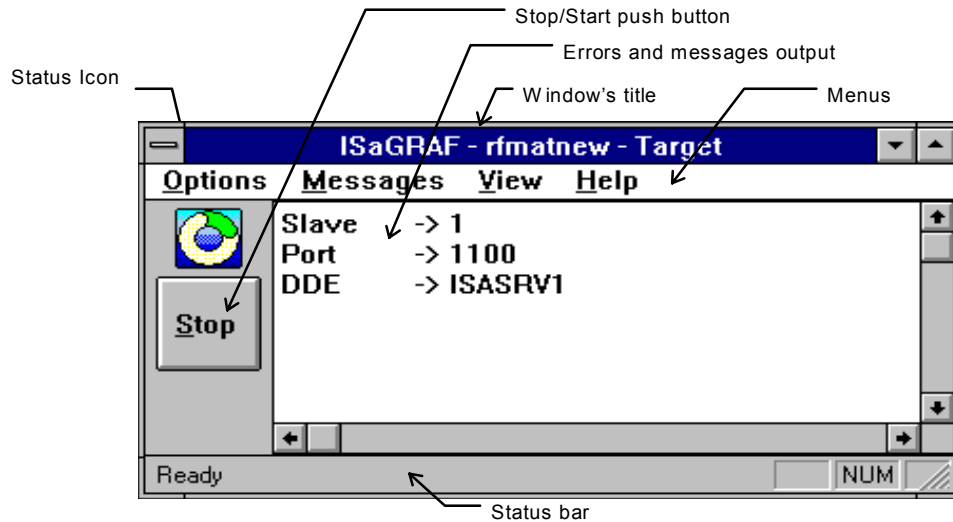 Stop/Start push button
Errors and messages output
Status Icon
Window's title
Menus
ISaGRAF - rfmatnew - Target
Options Messages View Help
Slave -> 1
Port -> 1100
DDE -> ISASRV1
Stop
Ready
NUM
Status bar